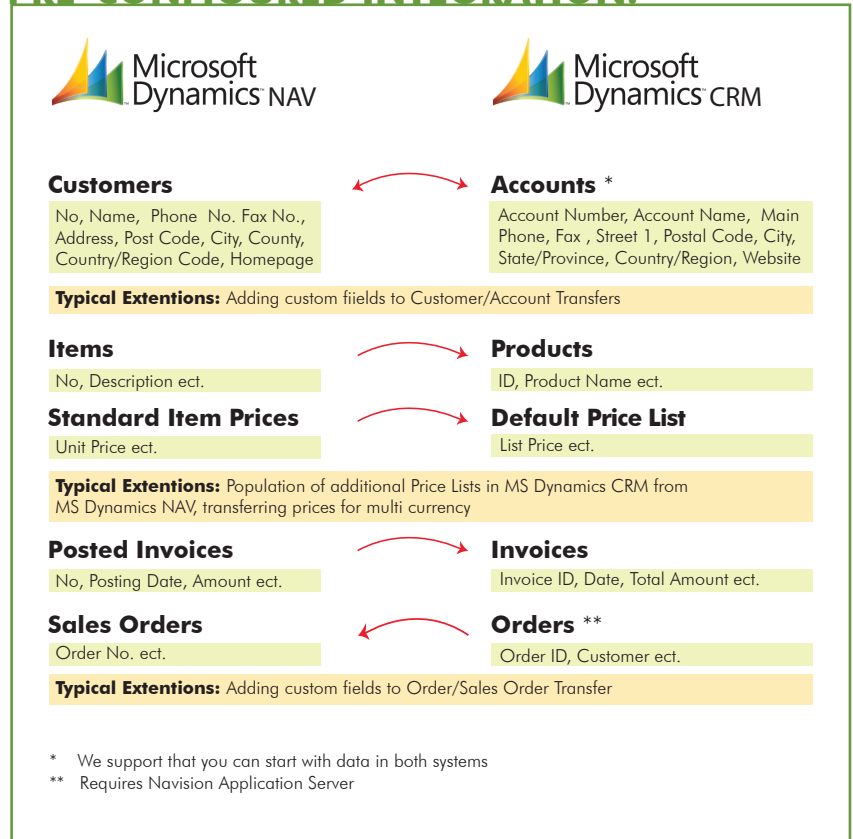 PRE-CONFIGURED INTEGRATION:
Microsoft
Dynamics™ NAV
Microsoft
Dynamics™ CRM
Customers
Accounts *
No, Name, Phone No. Fax No.,
Address, Post Code, City, County,
Country/Region Code, Homepage
Account Number, Account Name, Main
Phone, Fax , Street 1, Postal Code, City,
State/Province, Country/Region, Website
Typical Extentions: Adding custom fiields to Customer/Account Transfers
Items
Products
No, Description ect.
ID, Product Name ect.
Standard Item Prices
Default Price List
Unit Price ect.
List Price ect.
Typical Extentions: Population of additional Price Lists in MS Dynamics CRM from
MS Dynamics NAV, transferring prices for multi currency
Posted Invoices
Invoices
No, Posting Date, Amount ect.
Invoice ID, Date, Total Amount ect.
Sales Orders
Orders **
Order No. ect.
Order ID, Customer ect.
Typical Extentions: Adding custom fields to Order/Sales Order Transfer
* We support that you can start with data in both systems
** Requires Navision Application Server